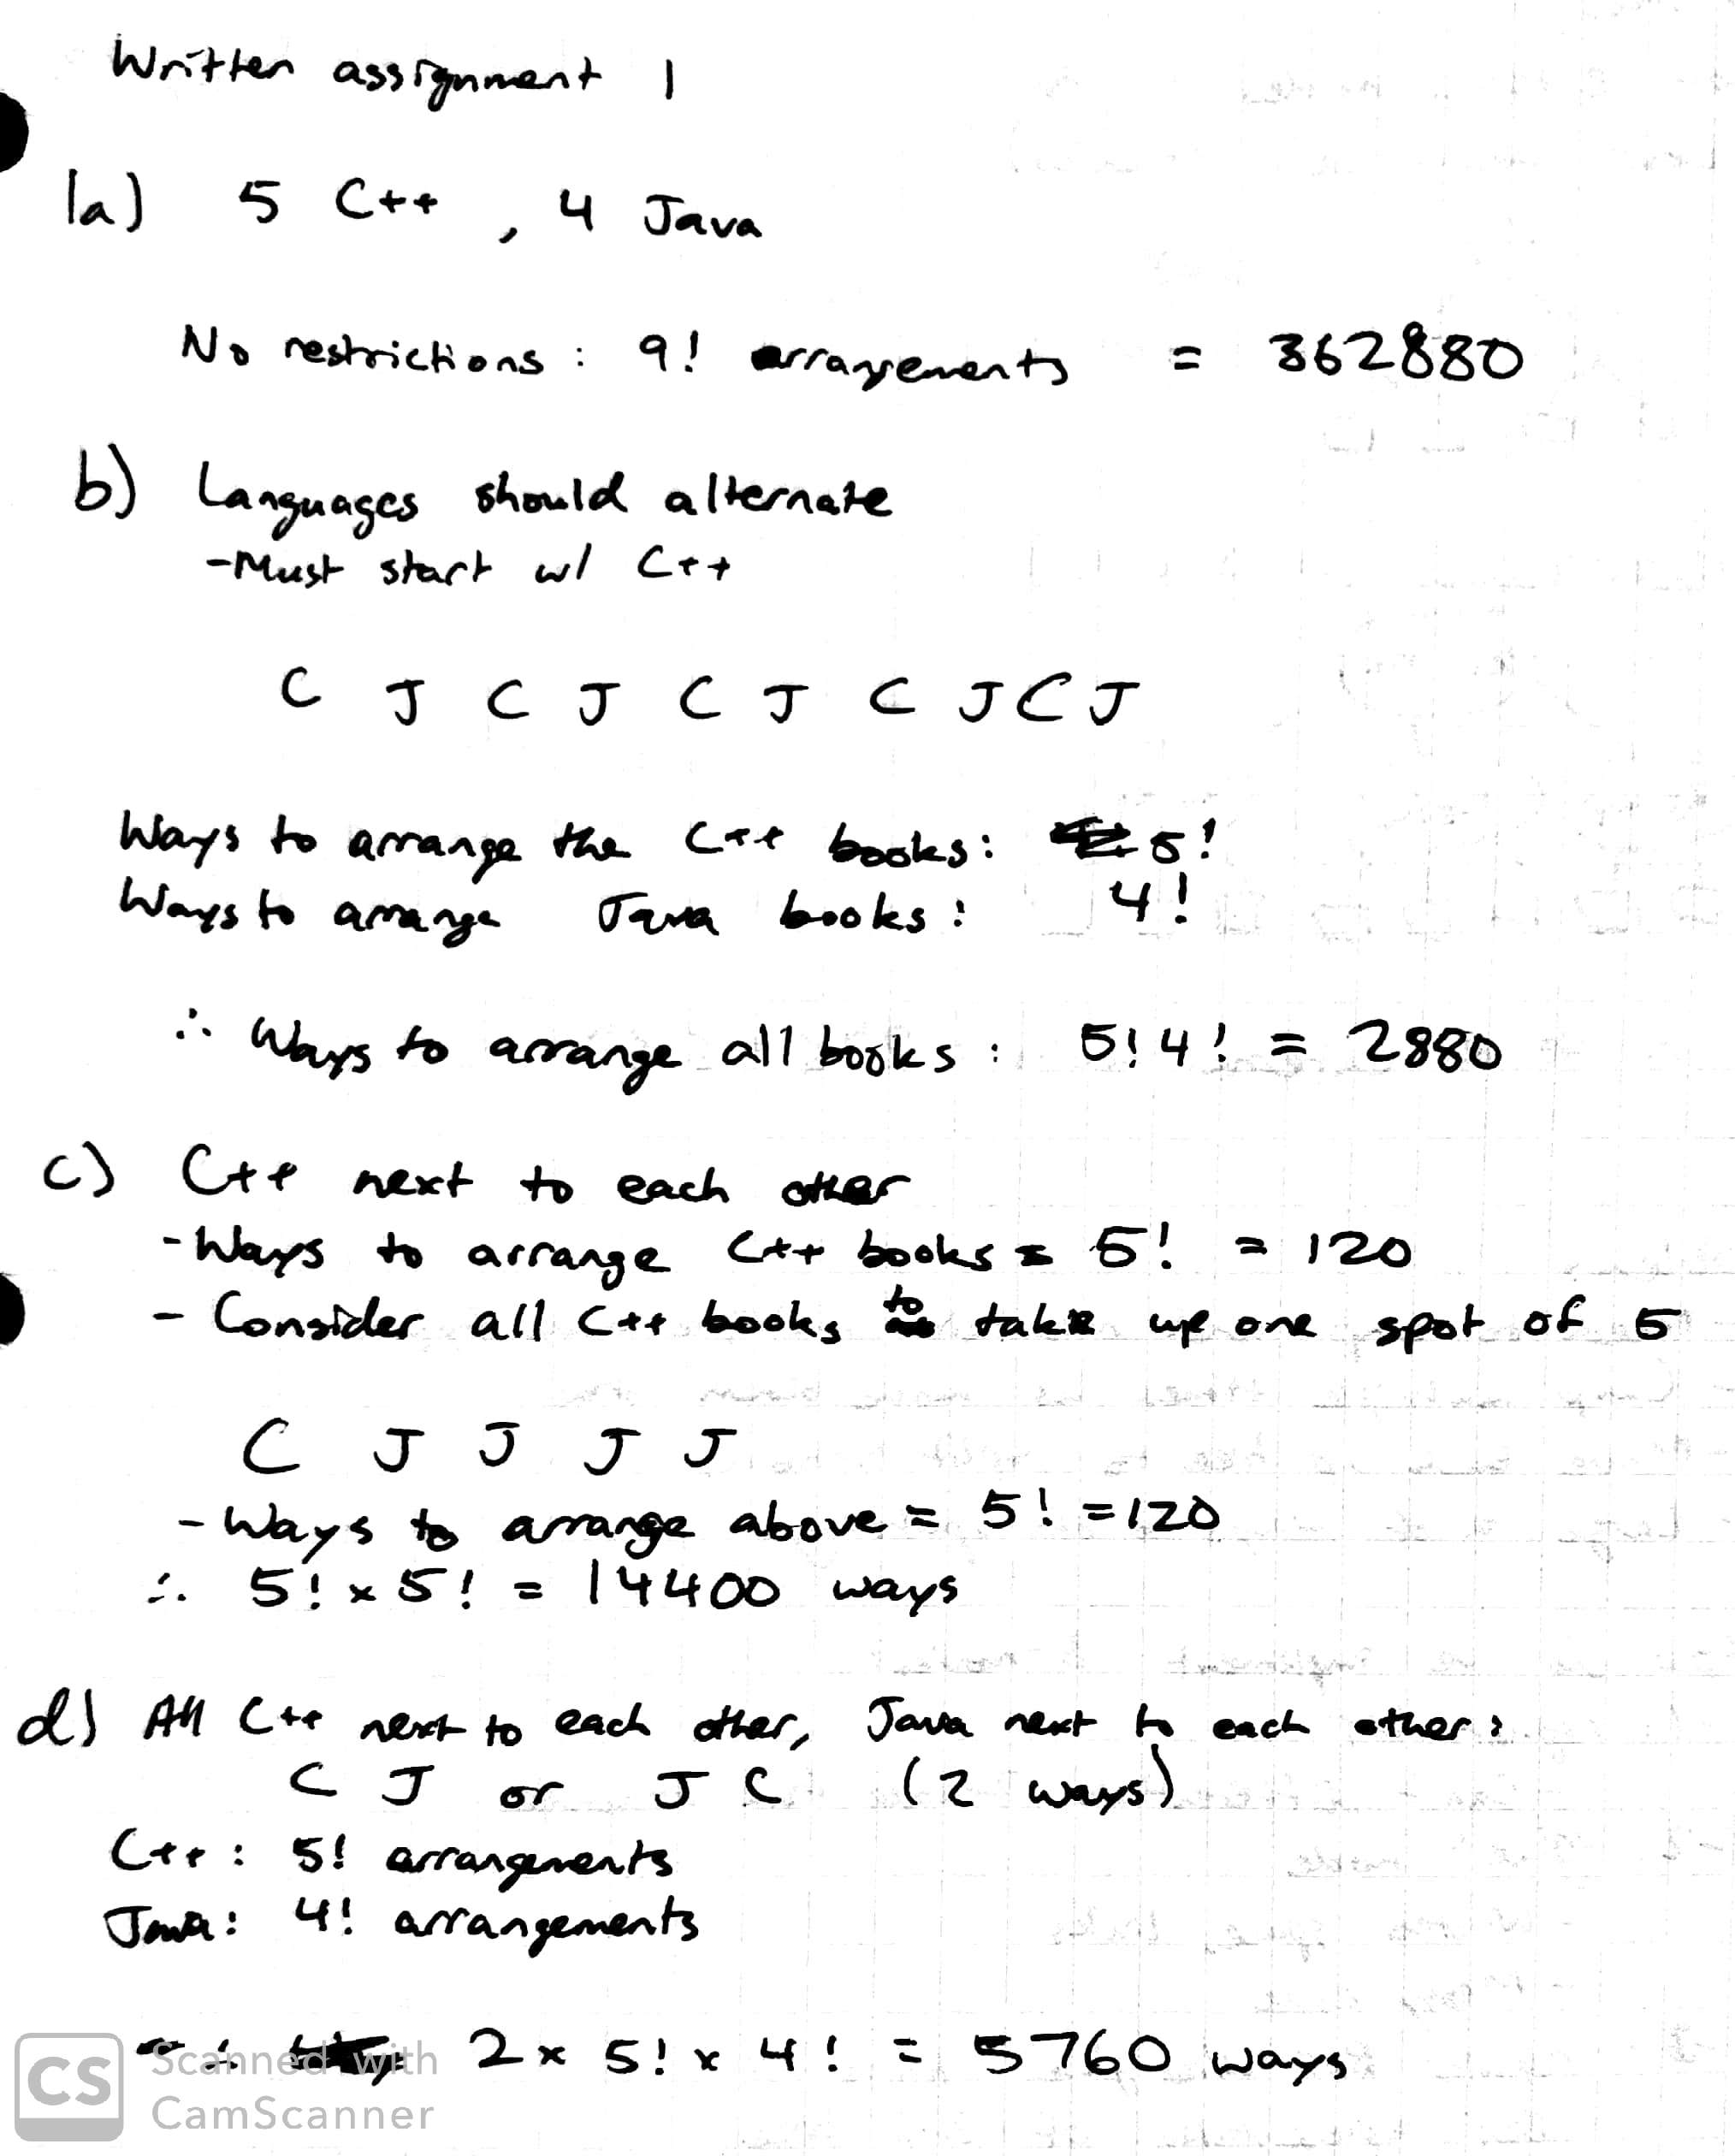 Written assignment 1
1a) 5 C++ , 4 Java
No restrictions : 9! arrangements = 362880
b) Languages should alternate
-Must start w/ C++
C J C J C J C J C J
Ways to arrange the C++ books: 5!
Ways to arrange Java books: 4!
∴ Ways to arrange all books : 5! 4! = 2880
c) C++ next to each other
- Ways to arrange C++ books = 5! = 120
- Consider all C++ books to take up one spot of 5
C J J J J
- Ways to arrange above = 5! = 120
∴ 5! x 5! = 14400 ways
d) All C++ next to each other, Java next to each other:
C J or J C (2 ways)
C++ : 5! arrangements
Java: 4! arrangements
∴ 2 x 5! x 4! = 5760 ways
CS Scanned with
CamScanner